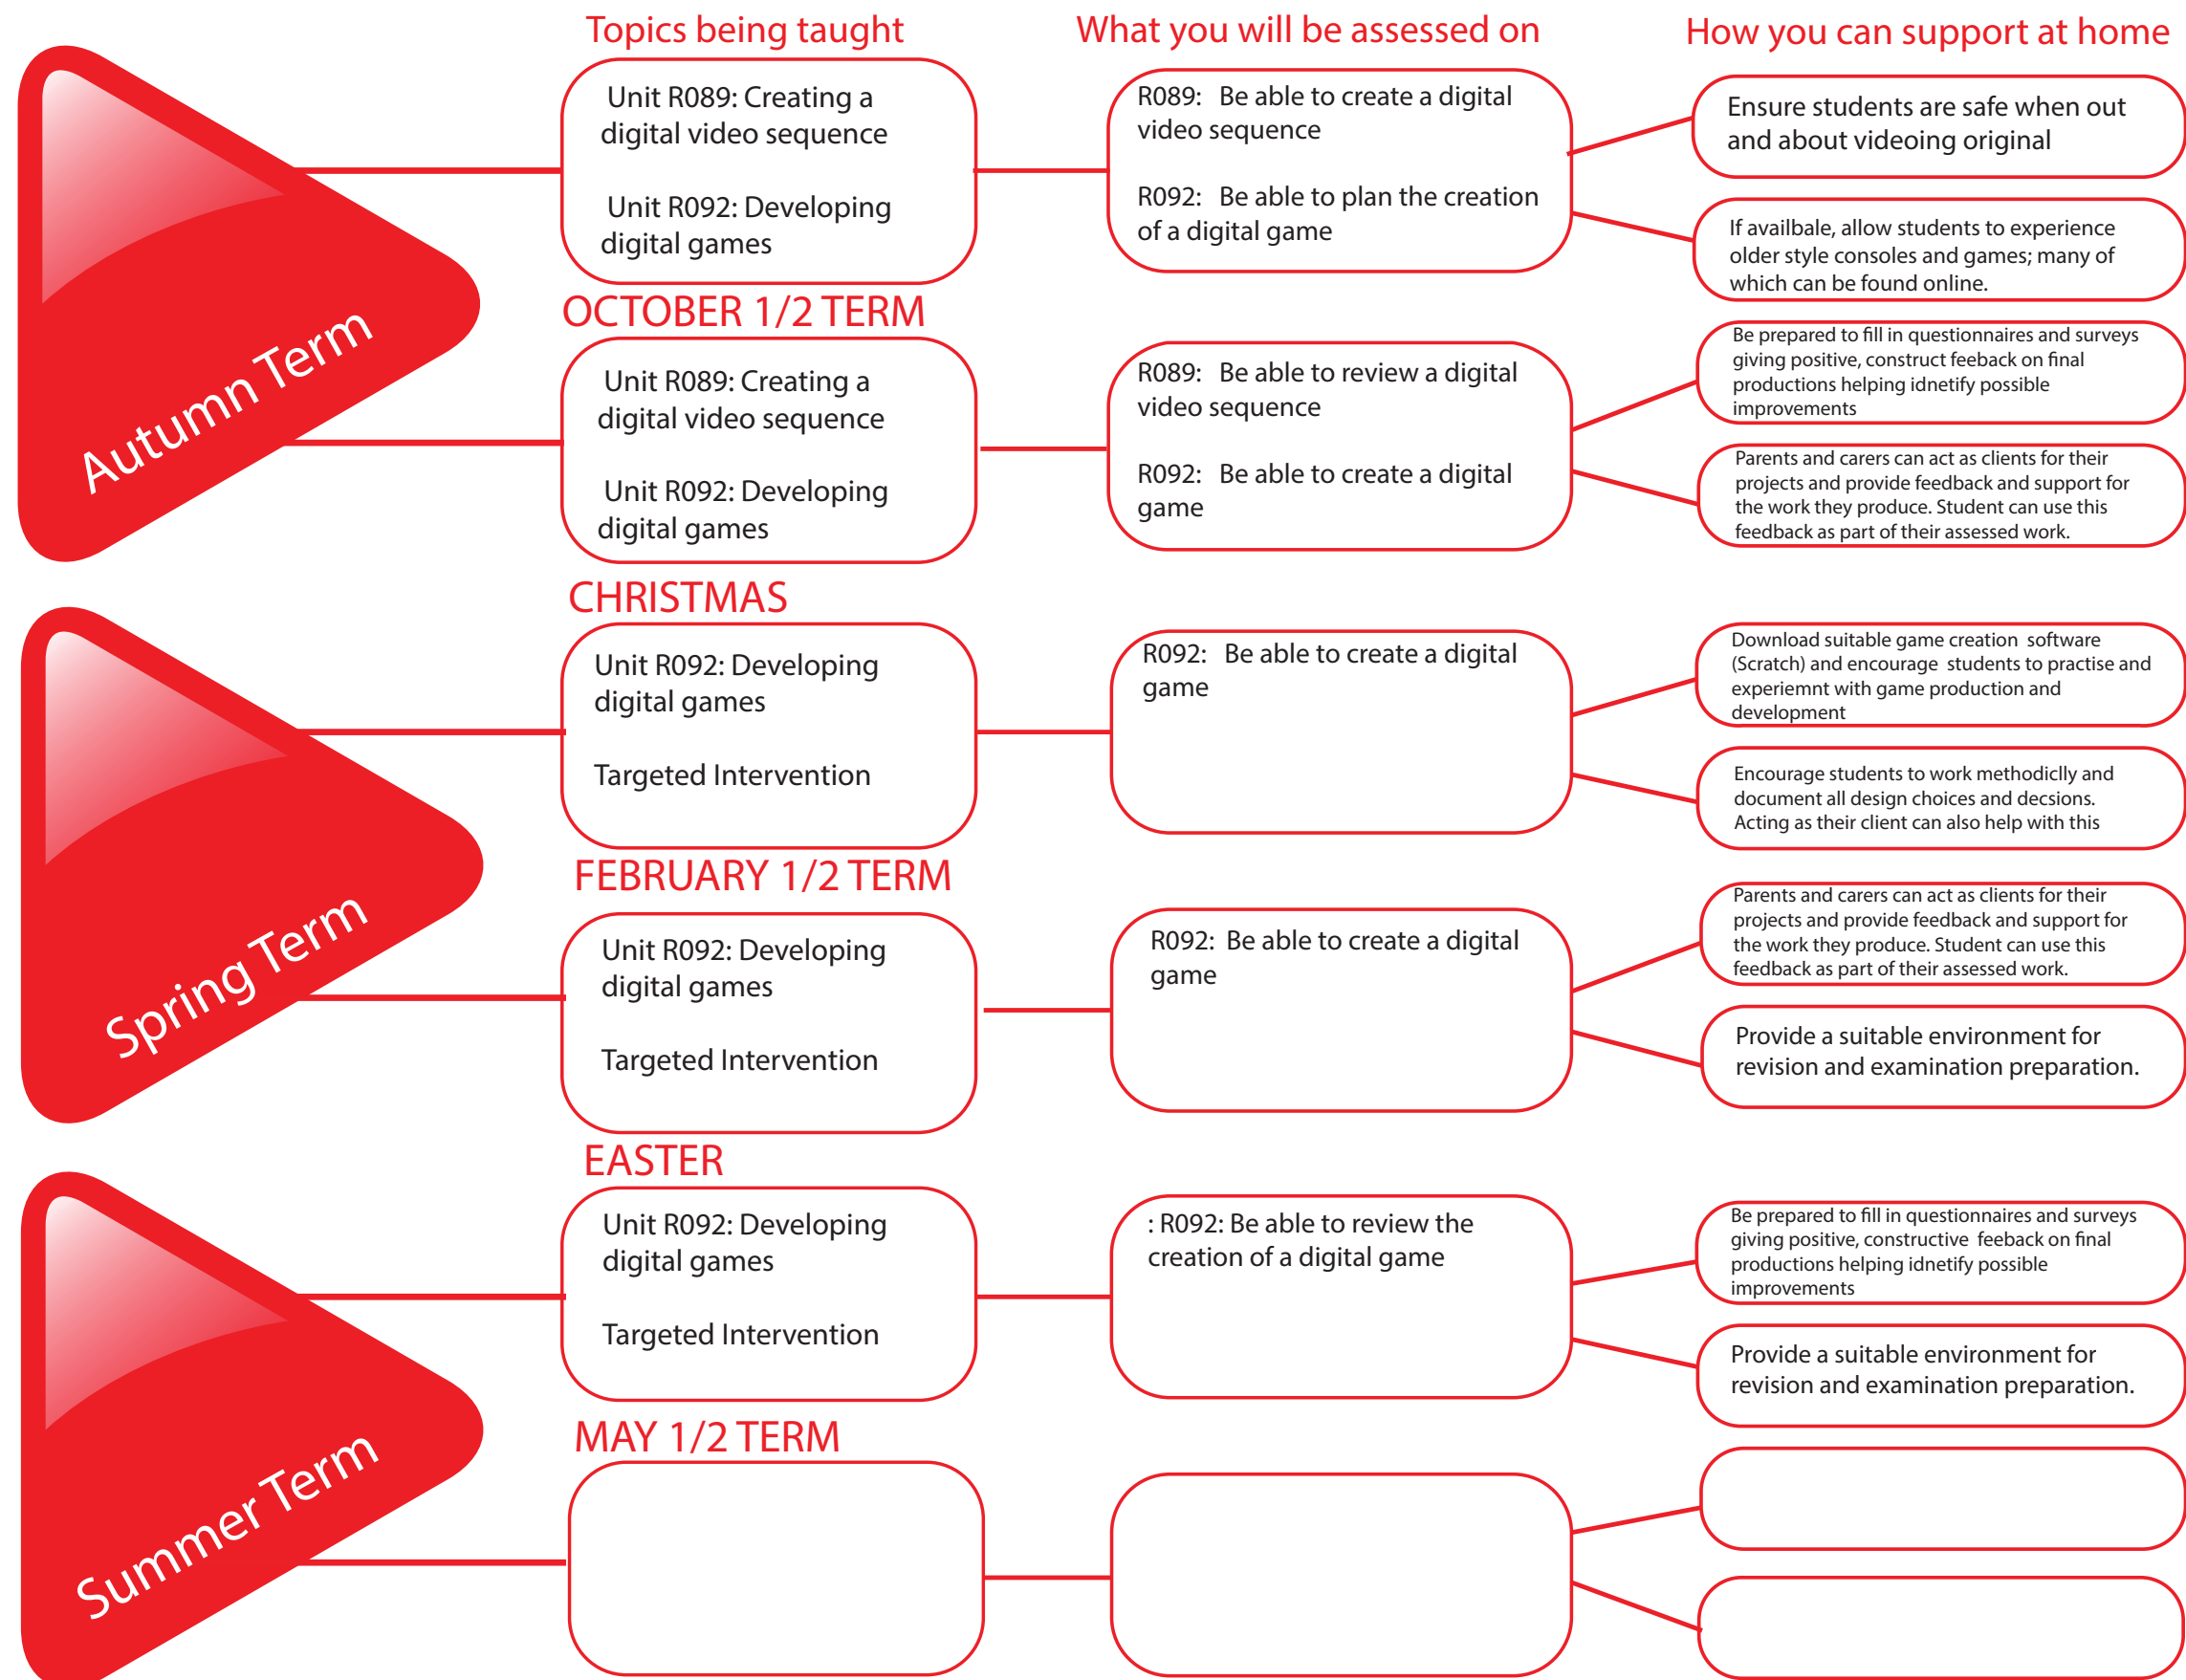 Topics being taught
What you will be assessed on
How you can support at home
Autumn Term
Unit R089: Creating a
digital video sequence
Unit R092: Developing
digital games
R089: Be able to create a digital
video sequence
R092: Be able to plan the creation
of a digital game
Ensure students are safe when out
and about videoing original
If availbale, allow students to experience
older style consoles and games; many of
which can be found online.
OCTOBER 1/2 TERM
Unit R089: Creating a
digital video sequence
Unit R092: Developing
digital games
R089: Be able to review a digital
video sequence
R092: Be able to create a digital
game
Be prepared to fill in questionnaires and surveys
giving positive, construct feeback on final
productions helping idnetify possible
improvements
Parents and carers can act as clients for their
projects and provide feedback and support for
the work they produce. Student can use this
feedback as part of their assessed work.
CHRISTMAS
Spring Term
Unit R092: Developing
digital games
Targeted Intervention
R092: Be able to create a digital
game
Download suitable game creation software
(Scratch) and encourage students to practise and
experiemnt with game production and
development
Encourage students to work methodiclly and
document all design choices and decsions.
Acting as their client can also help with this
FEBRUARY 1/2 TERM
Unit R092: Developing
digital games
Targeted Intervention
R092: Be able to create a digital
game
Parents and carers can act as clients for their
projects and provide feedback and support for
the work they produce. Student can use this
feedback as part of their assessed work.
Provide a suitable environment for
revision and examination preparation.
EASTER
Summer Term
Unit R092: Developing
digital games
Targeted Intervention
: R092: Be able to review the
creation of a digital game
Be prepared to fill in questionnaires and surveys
giving positive, constructive feeback on final
productions helping idnetify possible
improvements
Provide a suitable environment for
revision and examination preparation.
MAY 1/2 TERM